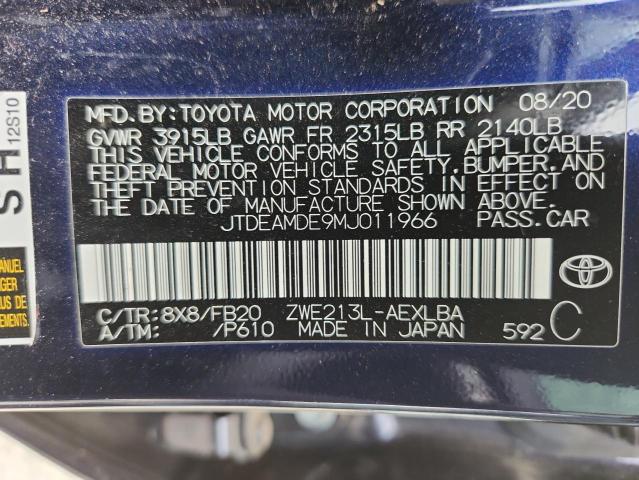 MFD.BY:TOYOTA MOTOR CORPORATION 08/20
GVWR 3915LB GAWR FR 2315LB RR 2140LB
THIS VEHICLE CONFORMS TO ALL APPLICABLE
FEDERAL MOTOR VEHICLE SAFETY,BUMPER,AND
THEFT PREVENTION STANDARDS IN EFFECT ON
THE DATE OF MANUFACTURE SHOWN ABOVE.
JTDEAMDE9MJ011966 PASS.CAR
C/TR:8X8/FB20 ZWE213L-AEXLBA
A/TM: /P610 MADE IN JAPAN 592 C
S H 12S10